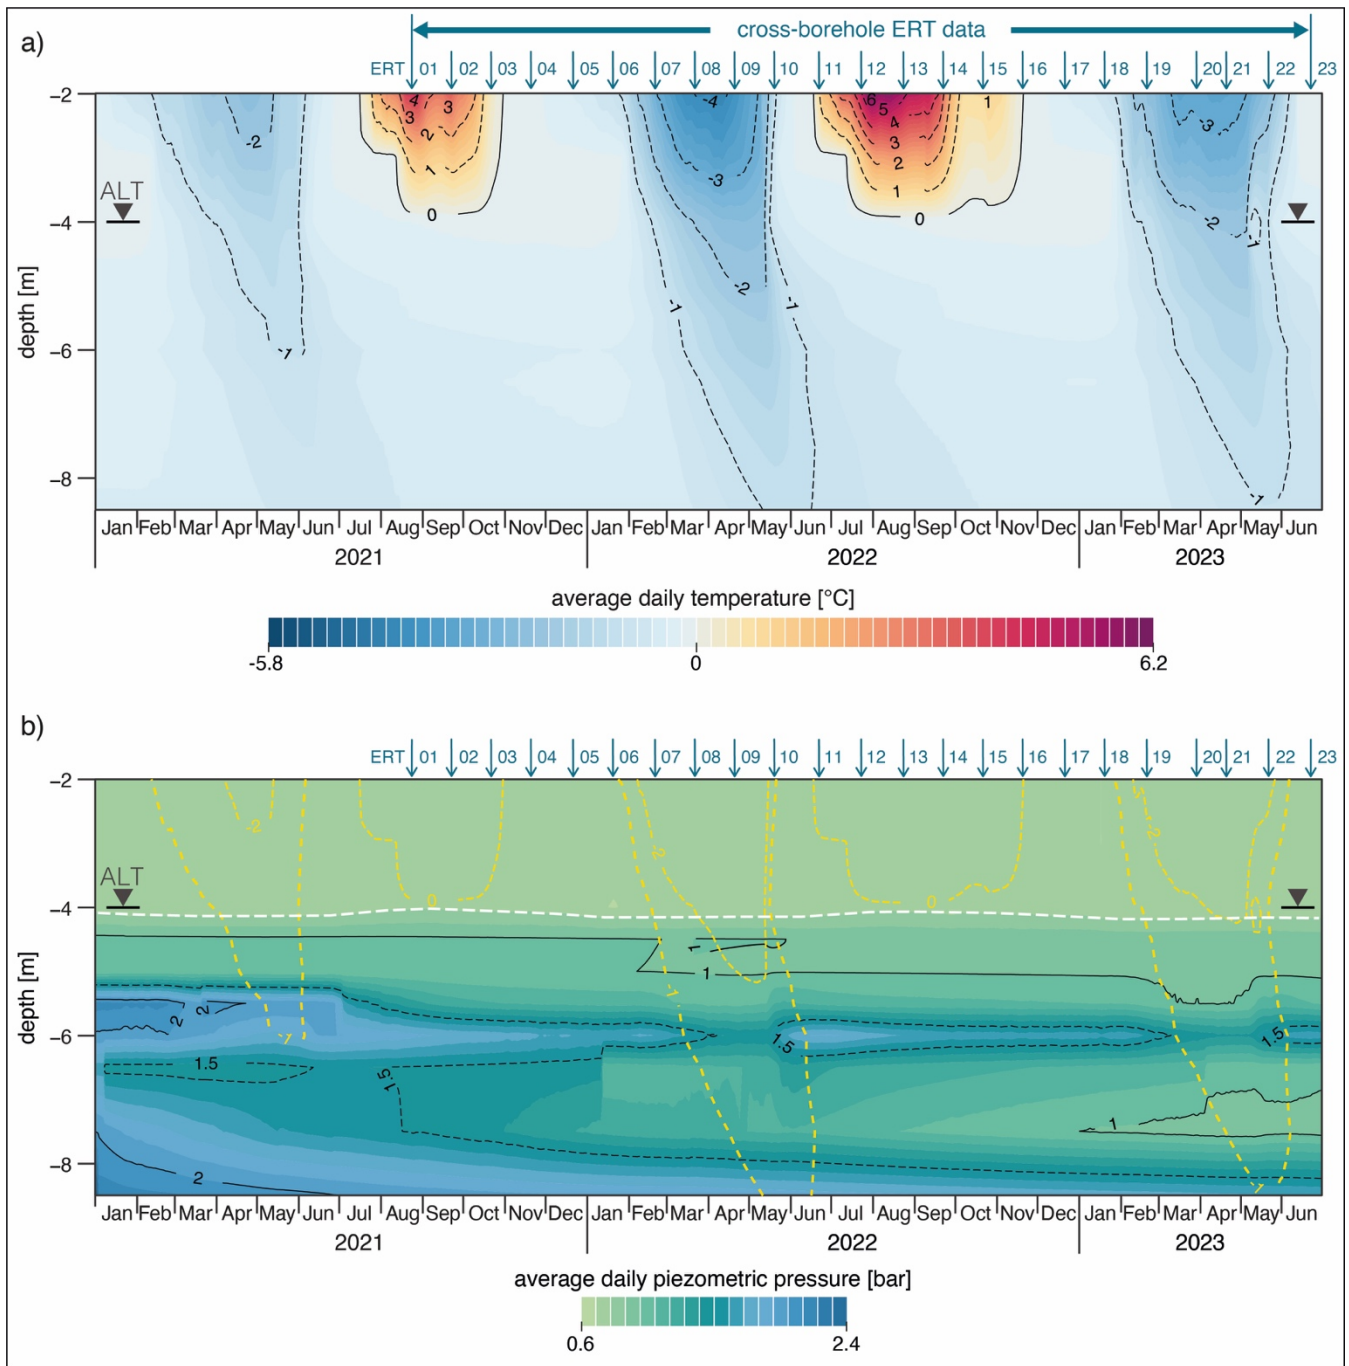 a)
cross-borehole ERT data
ERT 01 02 03 04 05 06 07 08 09 10 11 12 13 14 15 16 17 18 19 20 21 22 23
-2
4 3 -4 6 5 1
3 2 4 -3
-2 3
1 2
-3 1
ALT
0 0
-4
-2 -1
depth [m]
-2
-1 -1
-6
-1
-8
-1
Jan Feb Mar Apr May Jun Jul Aug Sep Oct Nov Dec Jan Feb Mar Apr May Jun Jul Aug Sep Oct Nov Dec Jan Feb Mar Apr May Jun
2021 2022 2023
average daily temperature [°C]
-5.8 0 6.2
b)
ERT 01 02 03 04 05 06 07 08 09 10 11 12 13 14 15 16 17 18 19 20 21 22 23
-2
-2 -2 -2
ALT
0 0
-4
1
1
depth [m]
-1
2 2
-1 1.5 1.5
-6
1.5 1.5
1
-8
2 -1
Jan Feb Mar Apr May Jun Jul Aug Sep Oct Nov Dec Jan Feb Mar Apr May Jun Jul Aug Sep Oct Nov Dec Jan Feb Mar Apr May Jun
2021 2022 2023
average daily piezometric pressure [bar]
0.6 2.4